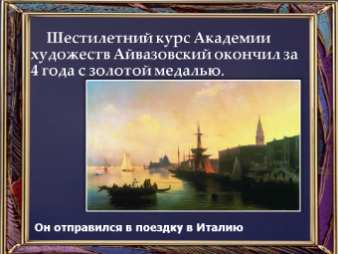 Шестилетний курс Академии
художеств Айвазовский окончил за
4 года с золотой медалью.
Он отправился в поездку в Италию